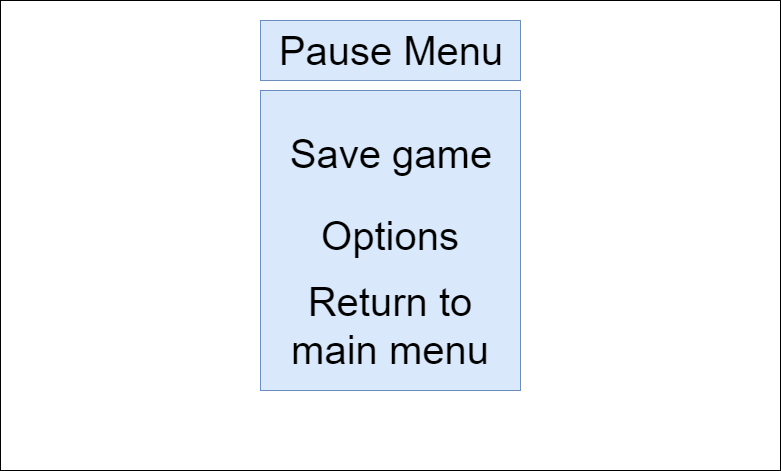 Pause Menu
Save game
Options
Return to
main menu